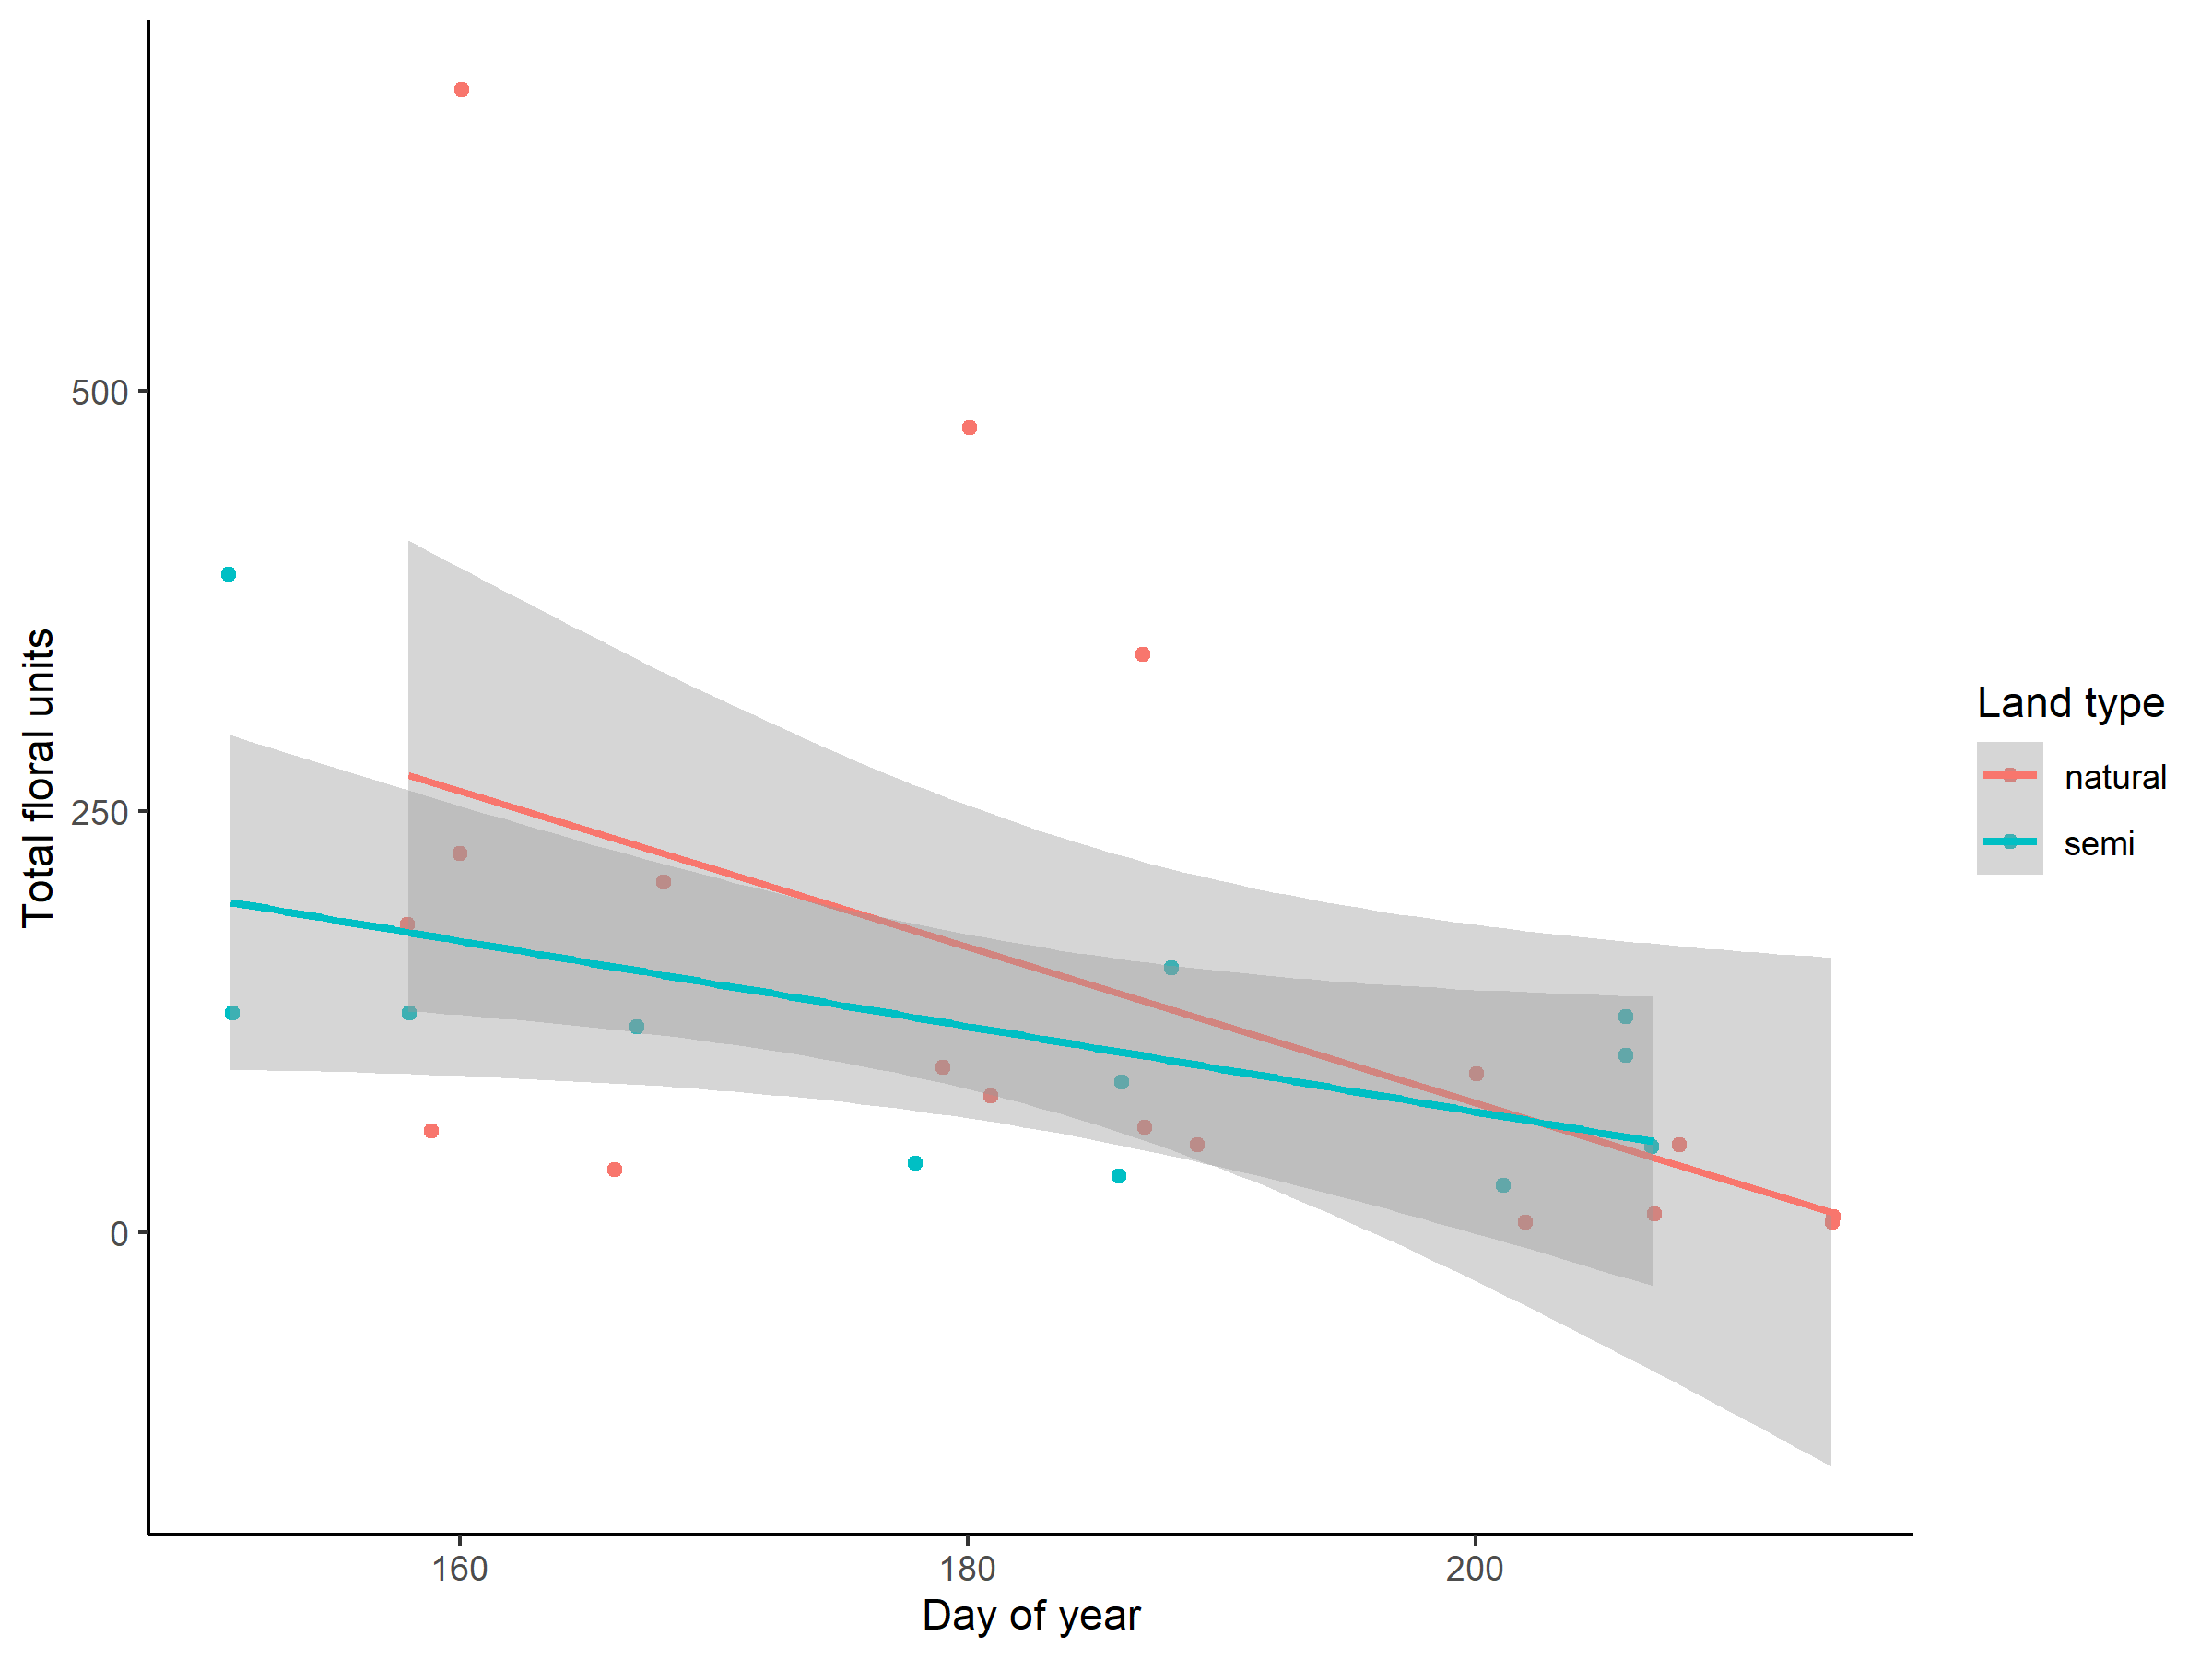 Total floral units
500
250
0
160 180 200
Day of year
Land type
natural
semi